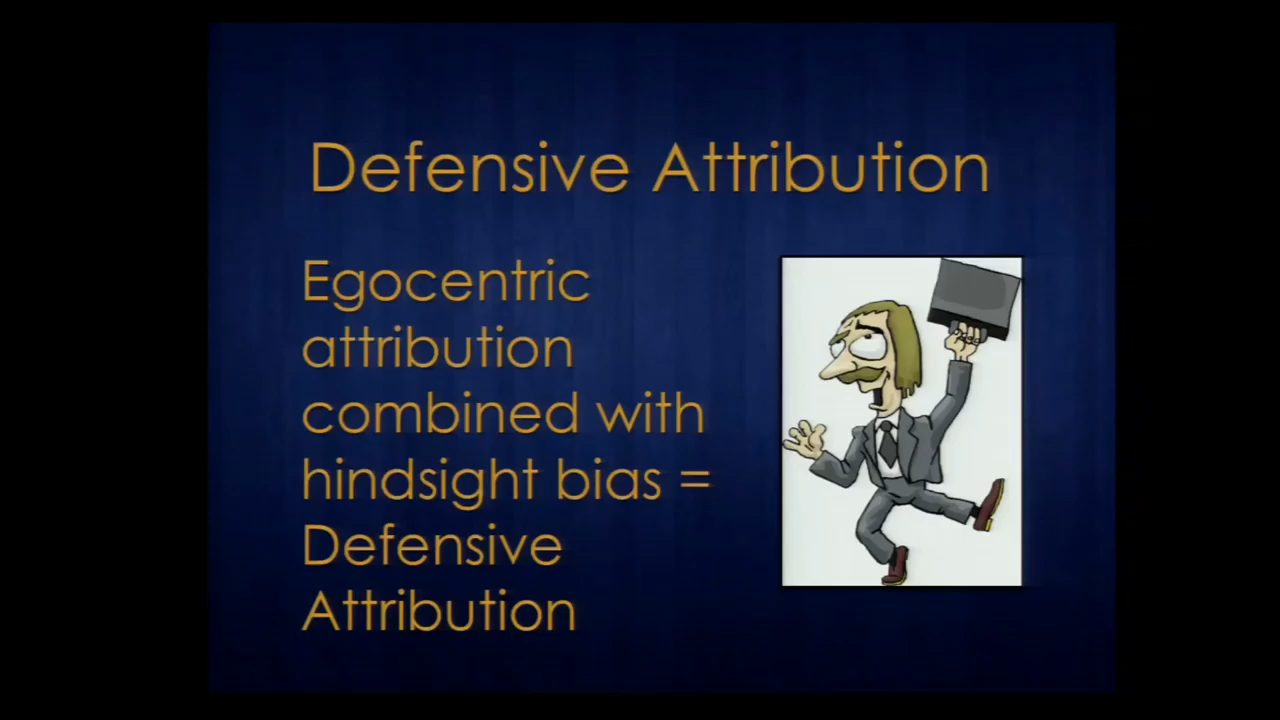 Defensive Attribution
Egocentric
attribution
combined with
hindsight bias =
Defensive
Attribution